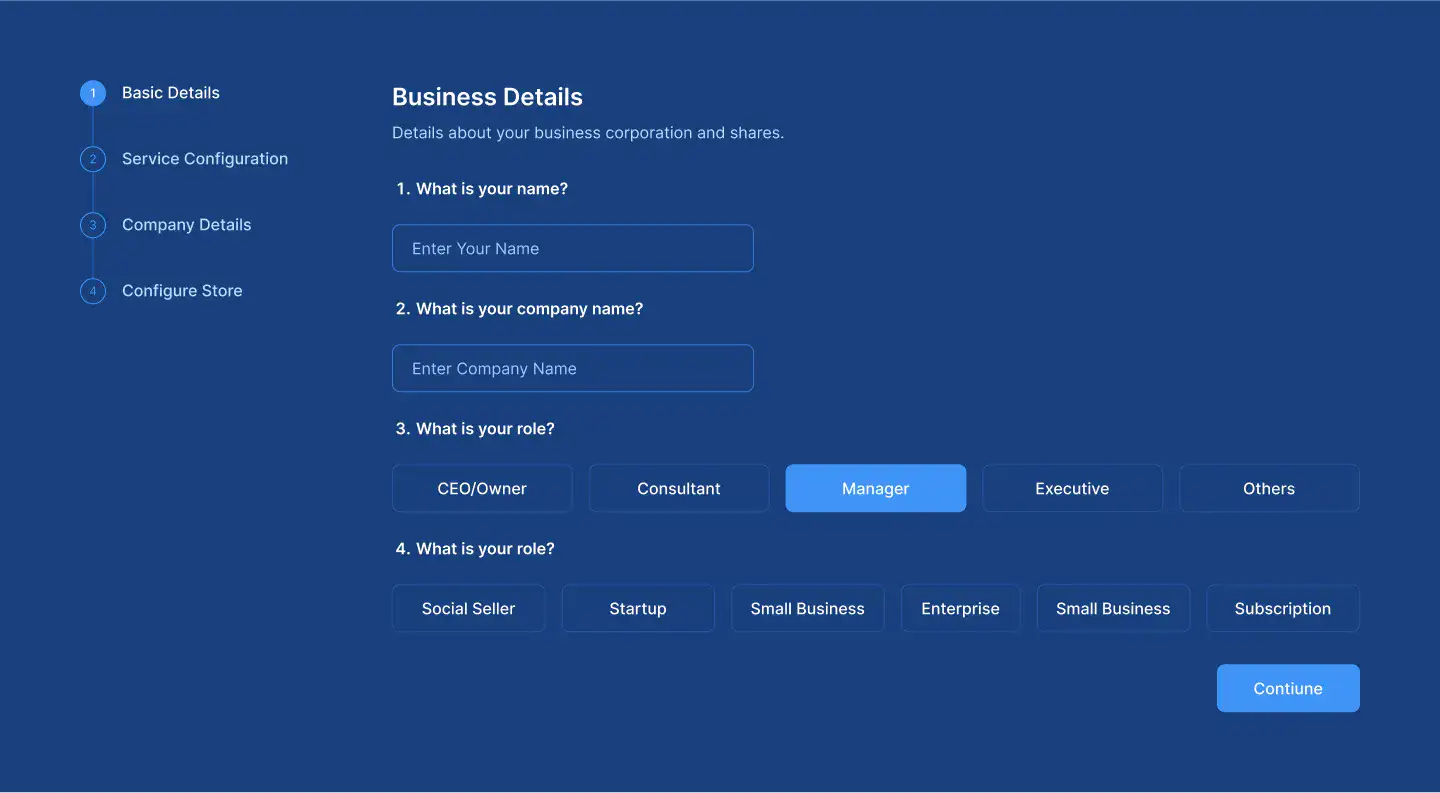 1 Basic Details
2 Service Configuration
3 Company Details
4 Configure Store
Business Details
Details about your business corporation and shares.
1. What is your name?
Enter Your Name
2. What is your company name?
Enter Company Name
3. What is your role?
CEO/Owner Consultant Manager Executive Others
4. What is your role?
Social Seller Startup Small Business Enterprise Small Business Subscription
Contiune